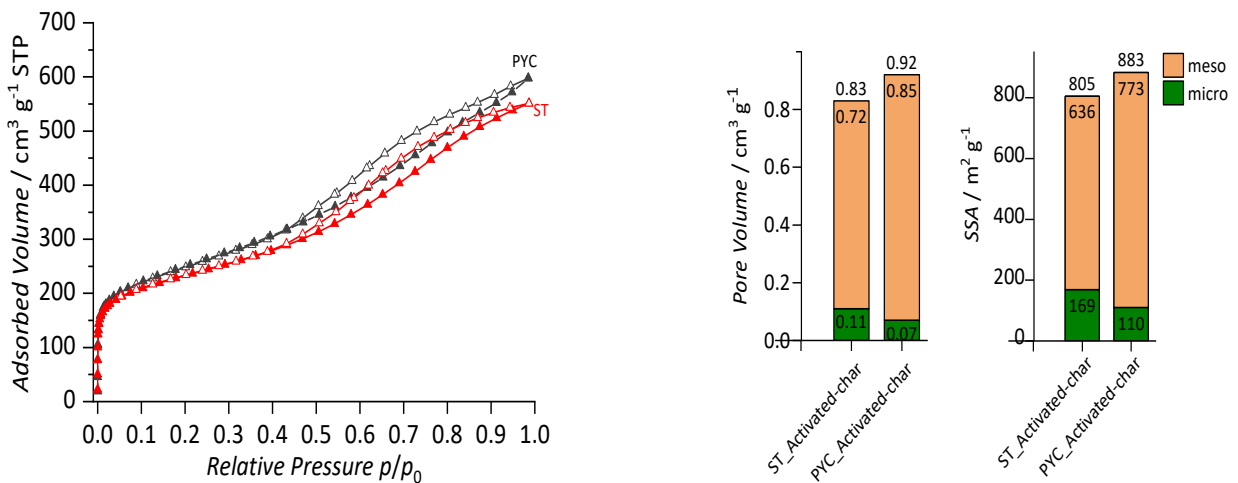 700
600
500
400
300
200
100
0
Adsorbed Volume / cm³ g⁻¹ STP
PYC
ST
0.0 0.1 0.2 0.3 0.4 0.5 0.6 0.7 0.8 0.9 1.0
Relative Pressure p/p₀
0.8
0.6
0.4
0.2
0.0
Pore Volume / cm³ g⁻¹
0.83
0.72
0.11
0.92
0.85
0.07
ST_Activated-char
PYC_Activated-char
800
600
400
200
0
SSA / m² g⁻¹
805
636
169
883
773
110
ST_Activated-char
PYC_Activated-char
meso
micro